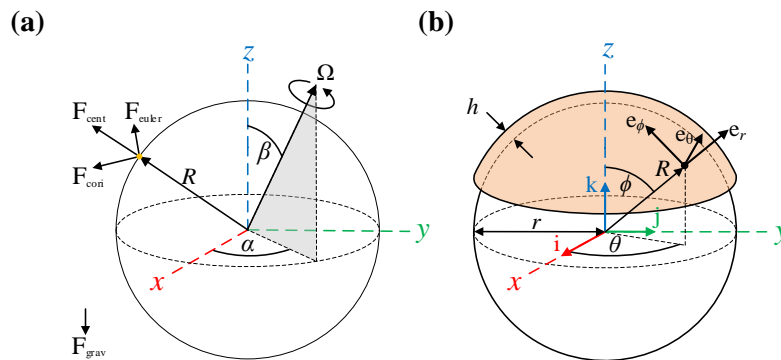 (a)
z
Ω
F_cent
F_euler
F_cori
β
R
α
y
x
F_grav
(b)
z
h
e_ϕ
e_θ
e_r
R
k
ϕ
r
j
y
i
θ
x